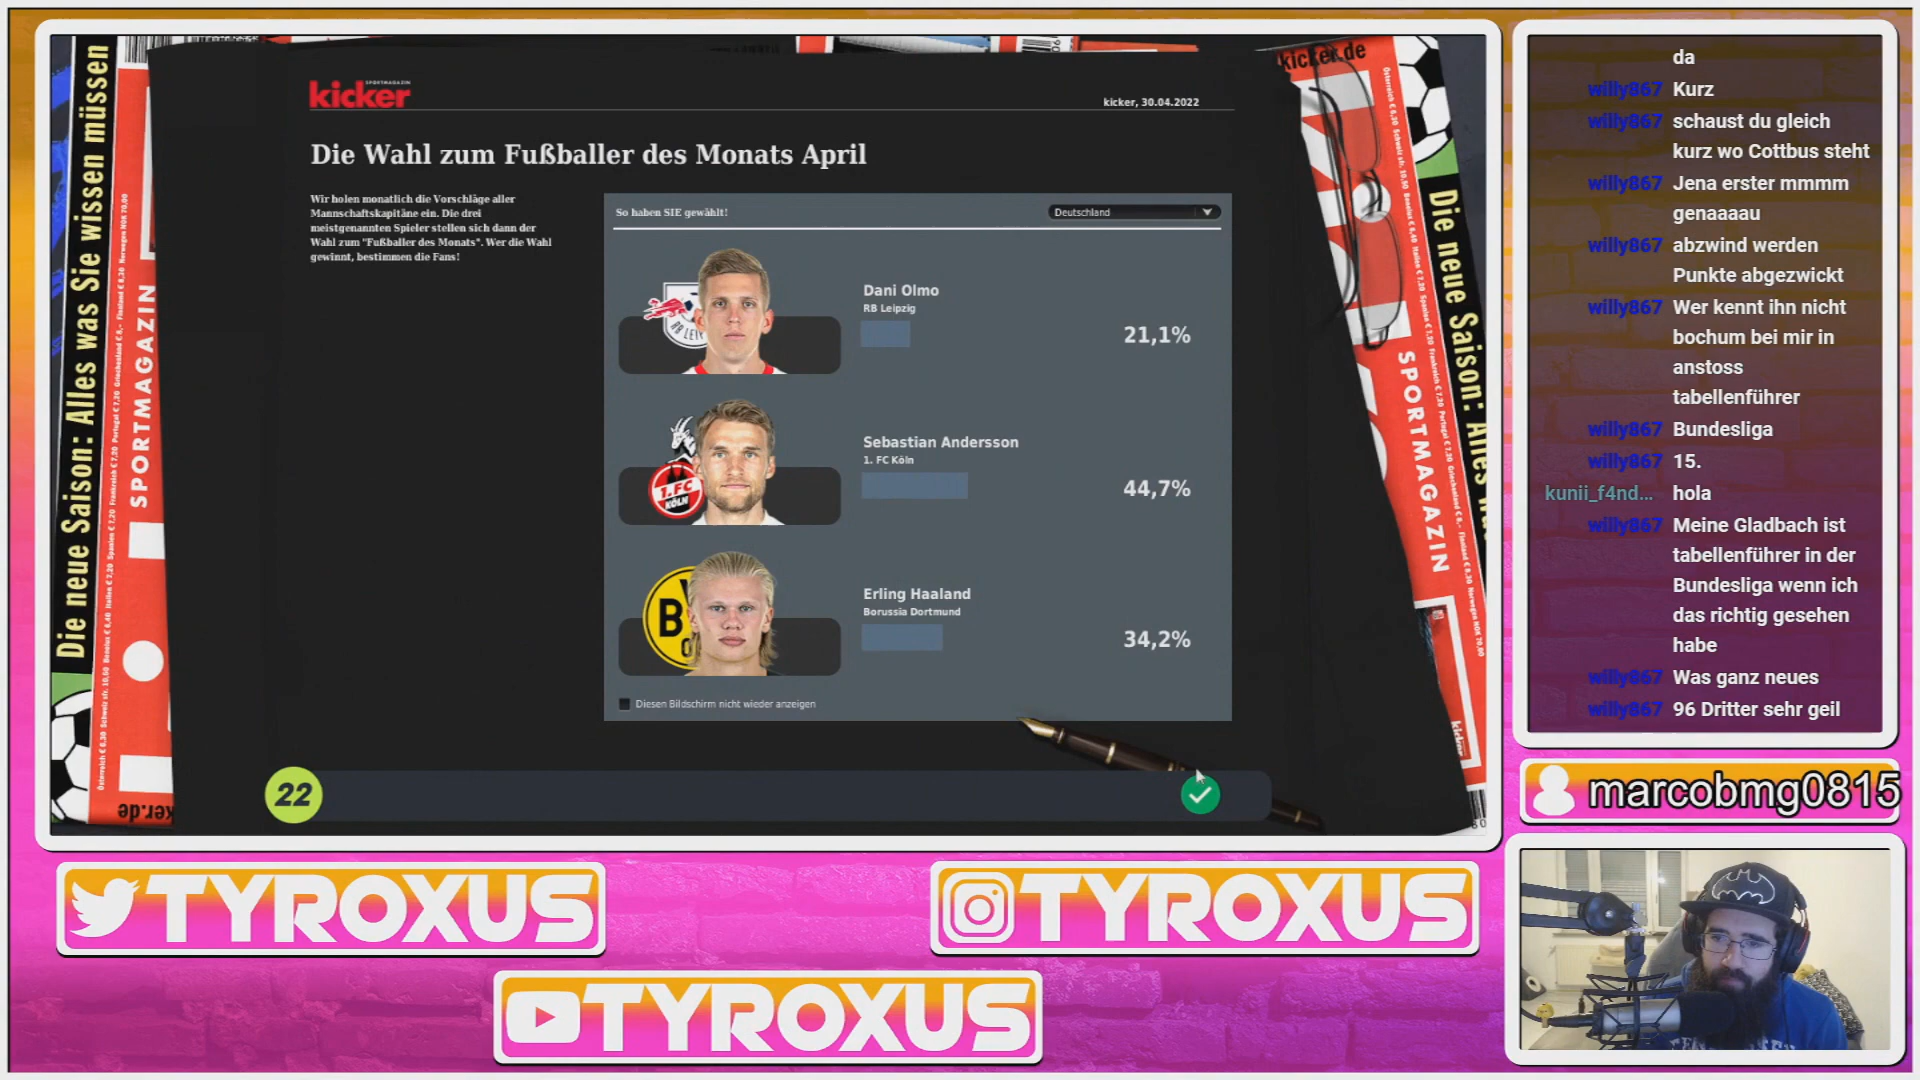 kicker
SPORTMAGAZIN
kicker, 30.04.2022
Die Wahl zum Fußballer des Monats April
Wir holen monatlich die Vorschläge aller
Mannschaftskapitäne ein. Die drei
meistgenannten Spieler stellen sich dann der
Wahl zum "Fußballer des Monats". Wer die Wahl
gewinnt, bestimmen die Fans!
So haben SIE gewählt!
Deutschland
Dani Olmo
RB Leipzig
21,1%
Sebastian Andersson
1. FC Köln
44,7%
1.FC
KÖLN
Erling Haaland
Borussia Dortmund
34,2%
Diesen Bildschirm nicht wieder anzeigen
22
Die neue Saison: Alles was Sie wissen müssen
SPORTMAGAZIN
kicker.de
Die neue Saison: Alles
SPORTMAGAZIN
da
willy867 Kurz
willy867 schaust du gleich
kurz wo Cottbus steht
willy867 Jena erster mmmm
genaaaau
willy867 abzwind werden
Punkte abgezwickt
willy867 Wer kennt ihn nicht
bochum bei mir in
anstoss
tabellenführer
willy867 Bundesliga
willy867 15.
kunii_f4nd... hola
willy867 Meine Gladbach ist
tabellenführer in der
Bundesliga wenn ich
das richtig gesehen
habe
willy867 Was ganz neues
willy867 96 Dritter sehr geil
marcobmg0815
TYROXUS
TYROXUS
TYROXUS